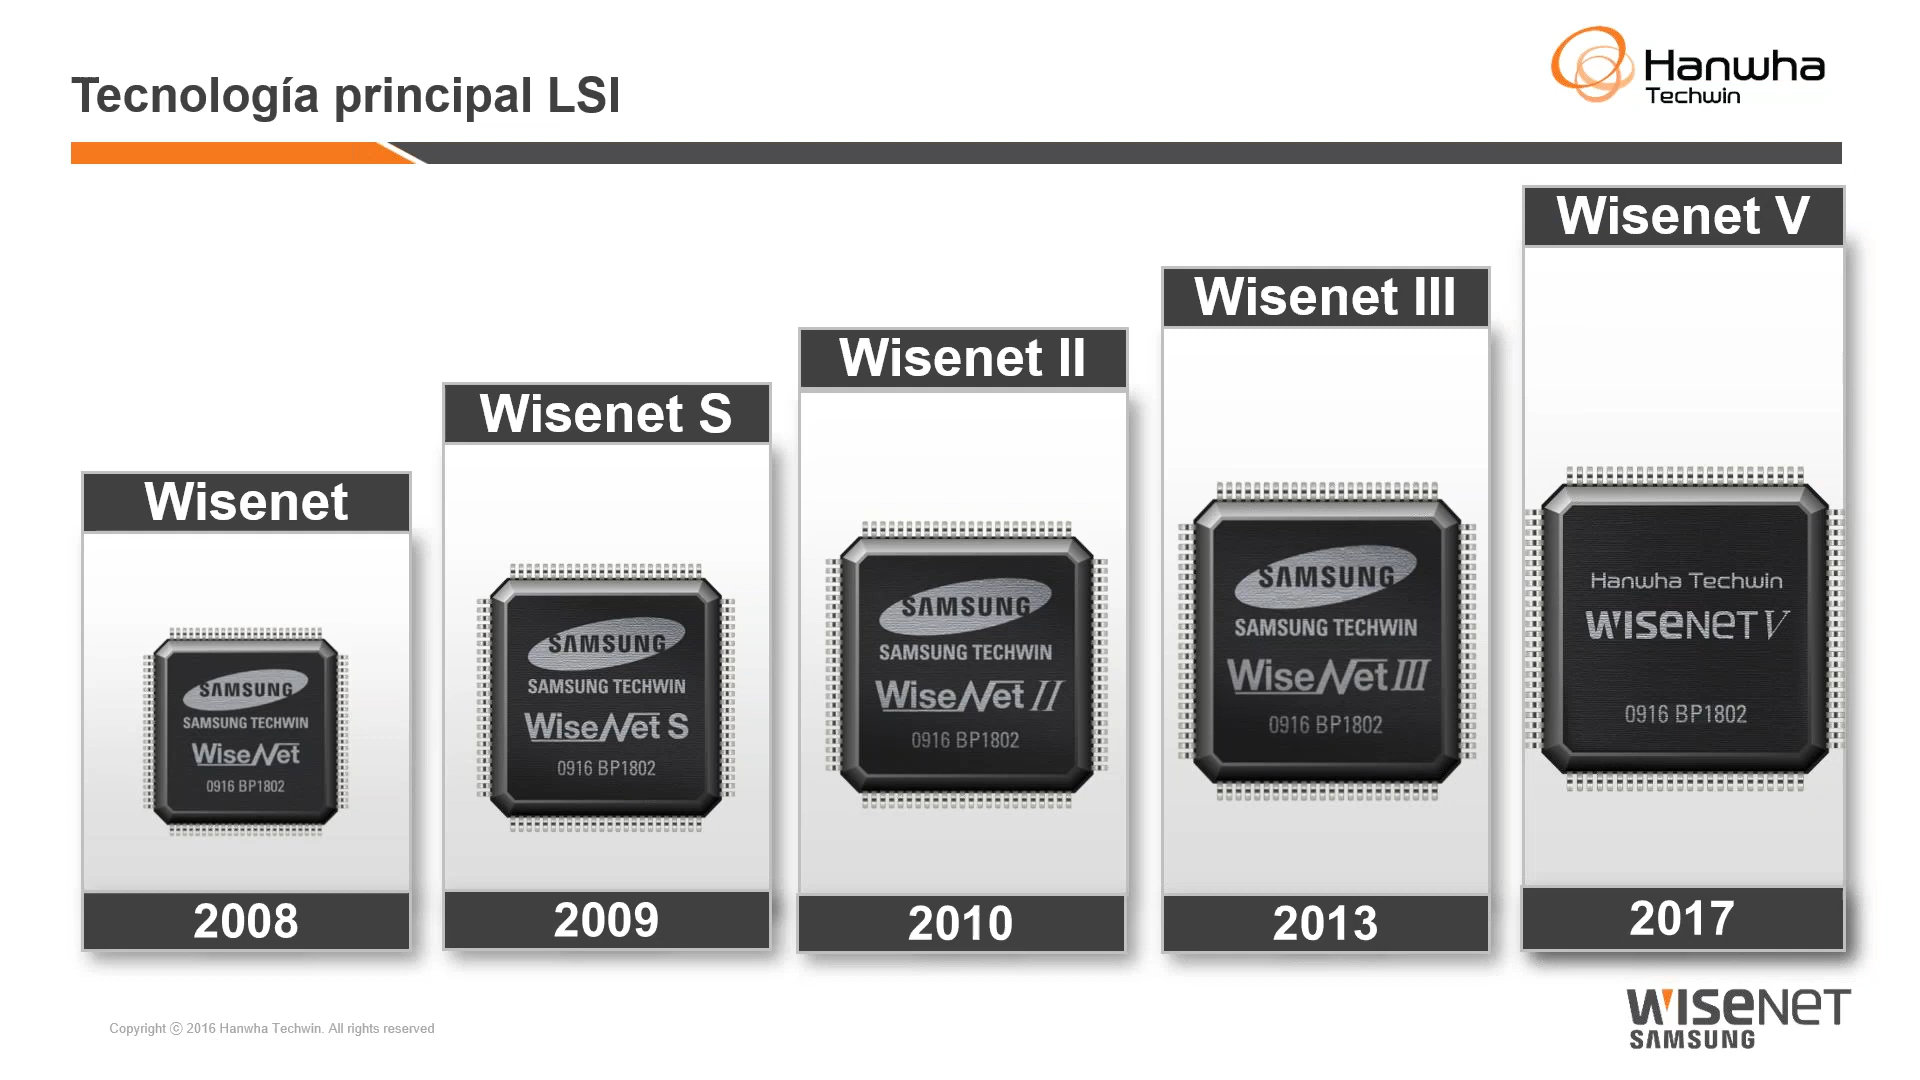 Tecnología principal LSI
Hanwha
Techwin
Wisenet
SAMSUNG
SAMSUNG TECHWIN
WiseNet
0916 BP1802
2008
Wisenet S
SAMSUNG
SAMSUNG TECHWIN
WiseNet S
0916 BP1802
2009
Wisenet II
SAMSUNG
SAMSUNG TECHWIN
WiseNet II
0916 BP1802
2010
Wisenet III
SAMSUNG
SAMSUNG TECHWIN
WiseNet III
0916 BP1802
2013
Wisenet V
Hanwha Techwin
WISENET V
0916 BP1802
2017
Copyright ⓒ 2016 Hanwha Techwin. All rights reserved
WISENET
SAMSUNG